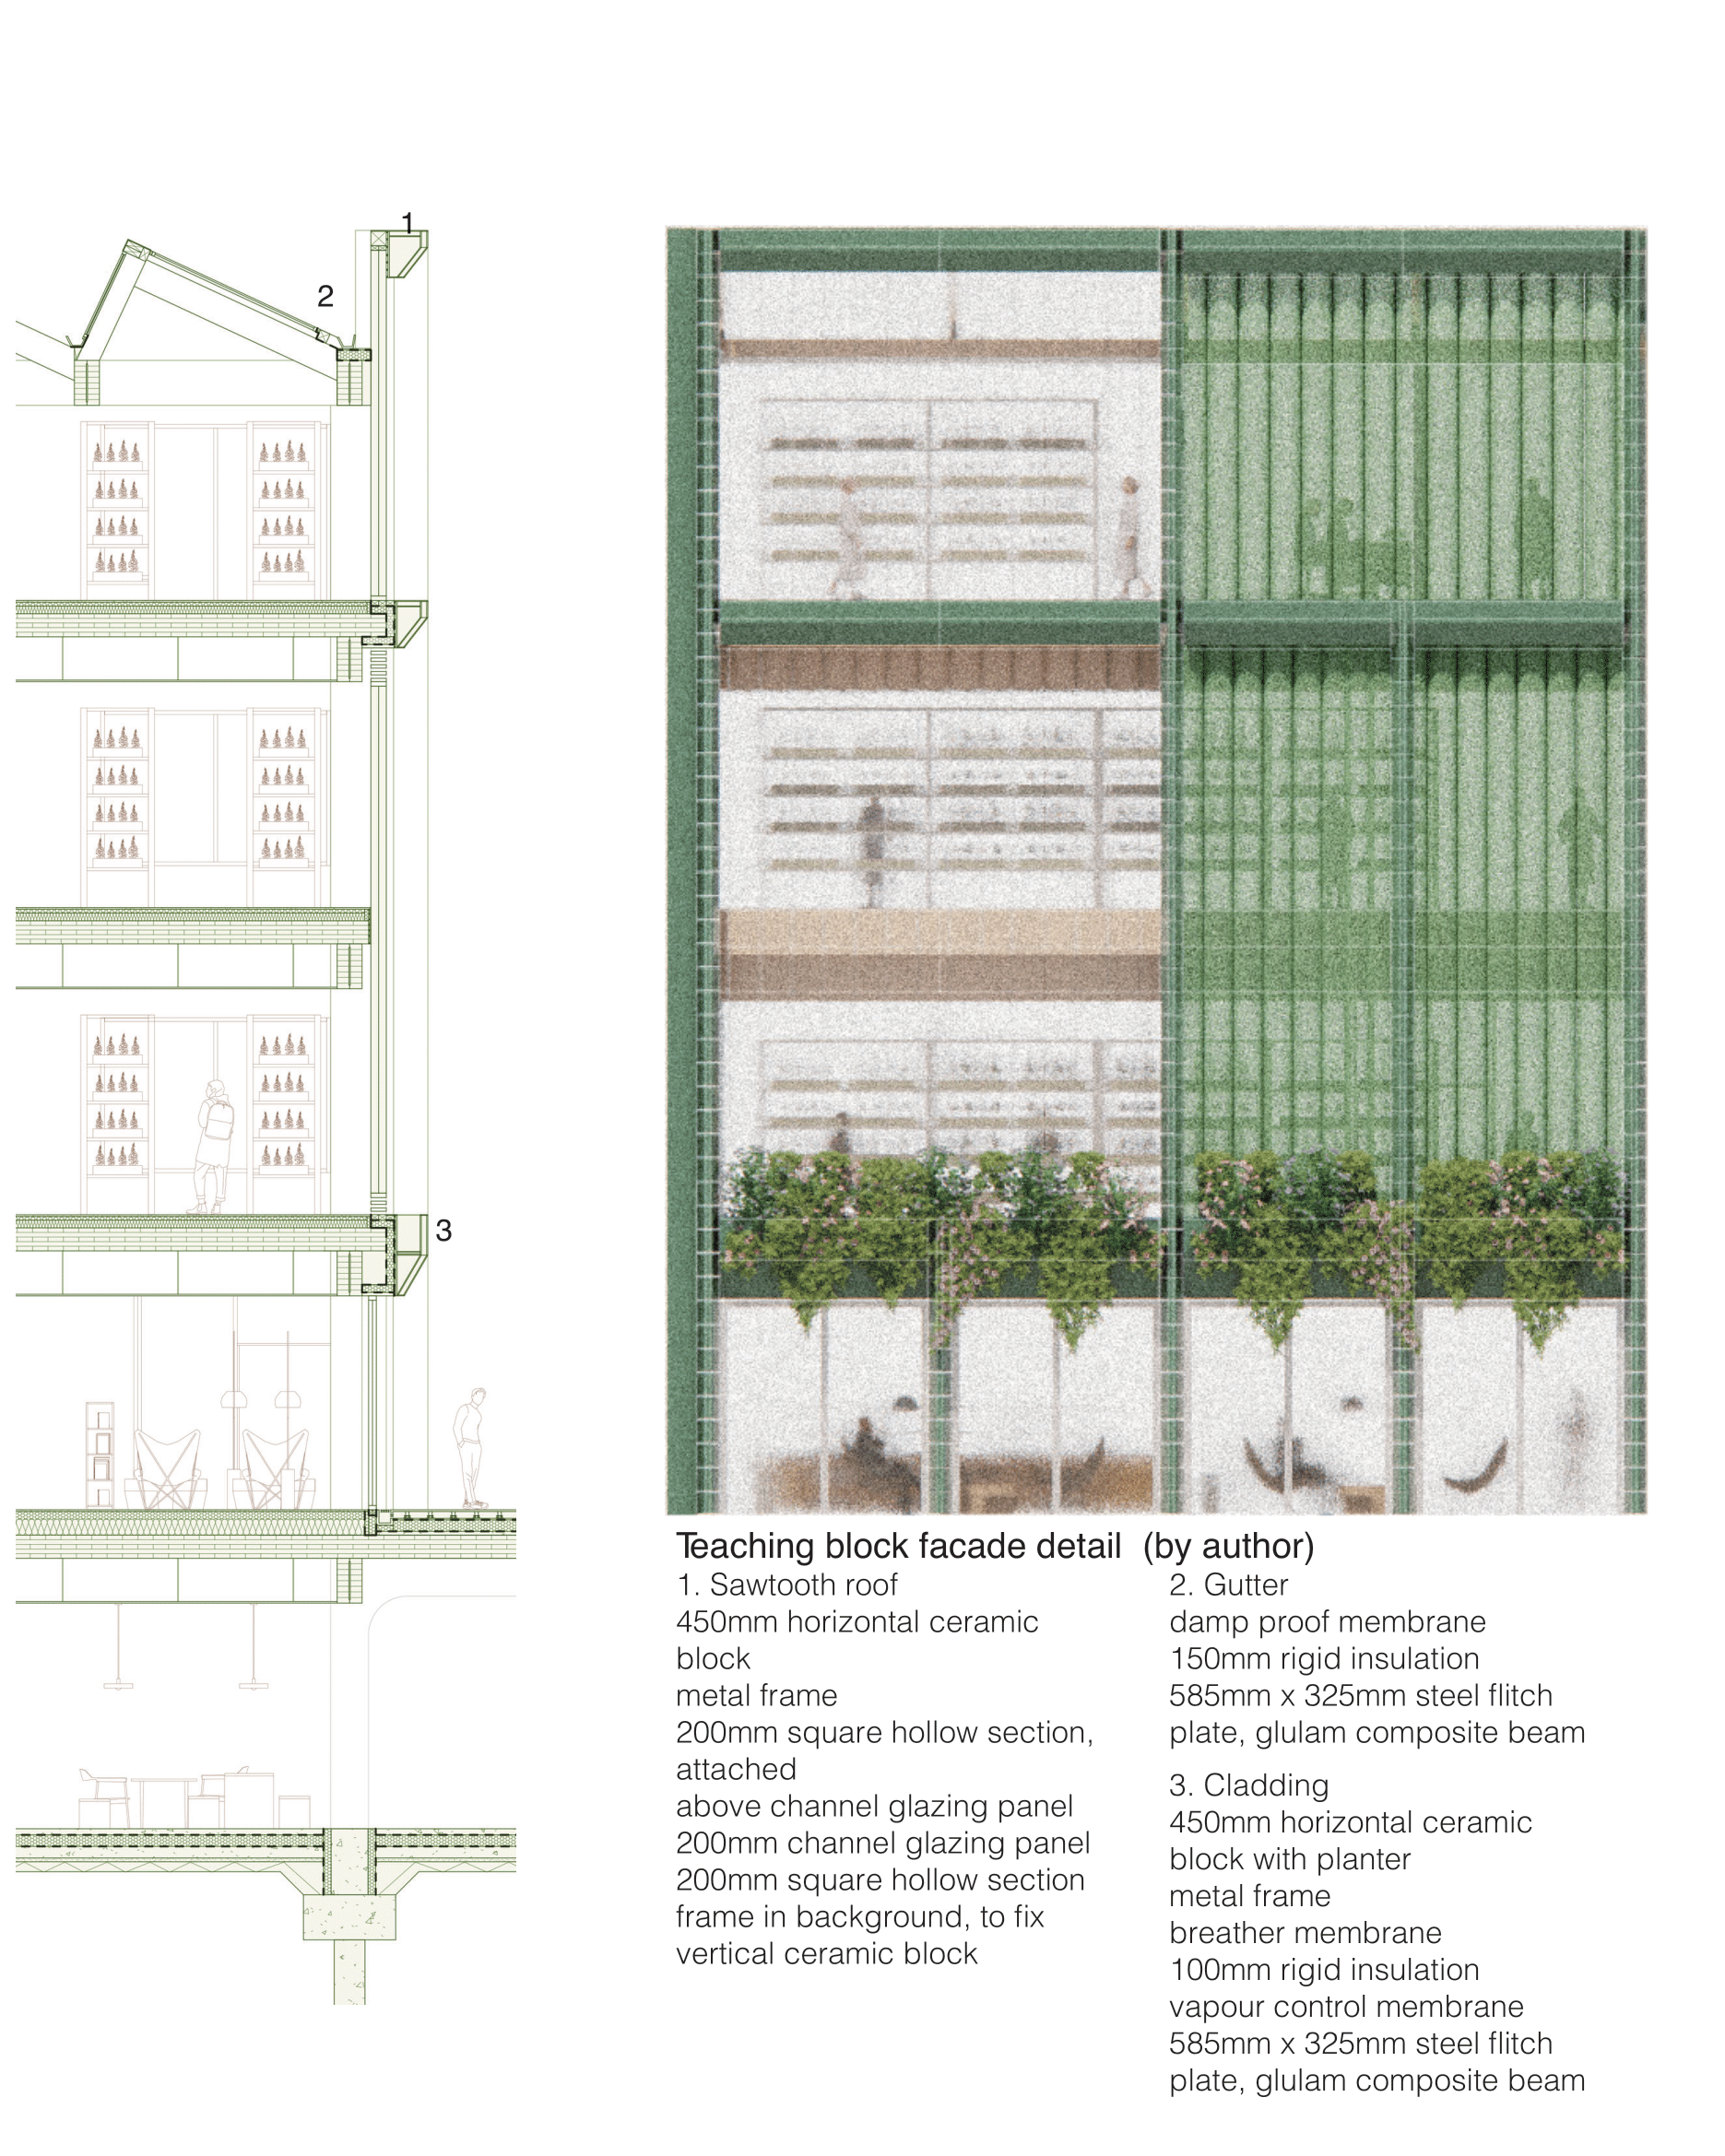 1
2
3
Teaching block facade detail  (by author)
1. Sawtooth roof
450mm horizontal ceramic
block
metal frame
200mm square hollow section,
attached
above channel glazing panel
200mm channel glazing panel
200mm square hollow section
frame in background, to fix
vertical ceramic block
2. Gutter
damp proof membrane
150mm rigid insulation
585mm x 325mm steel flitch
plate, glulam composite beam
3. Cladding
450mm horizontal ceramic
block with planter
metal frame
breather membrane
100mm rigid insulation
vapour control membrane
585mm x 325mm steel flitch
plate, glulam composite beam